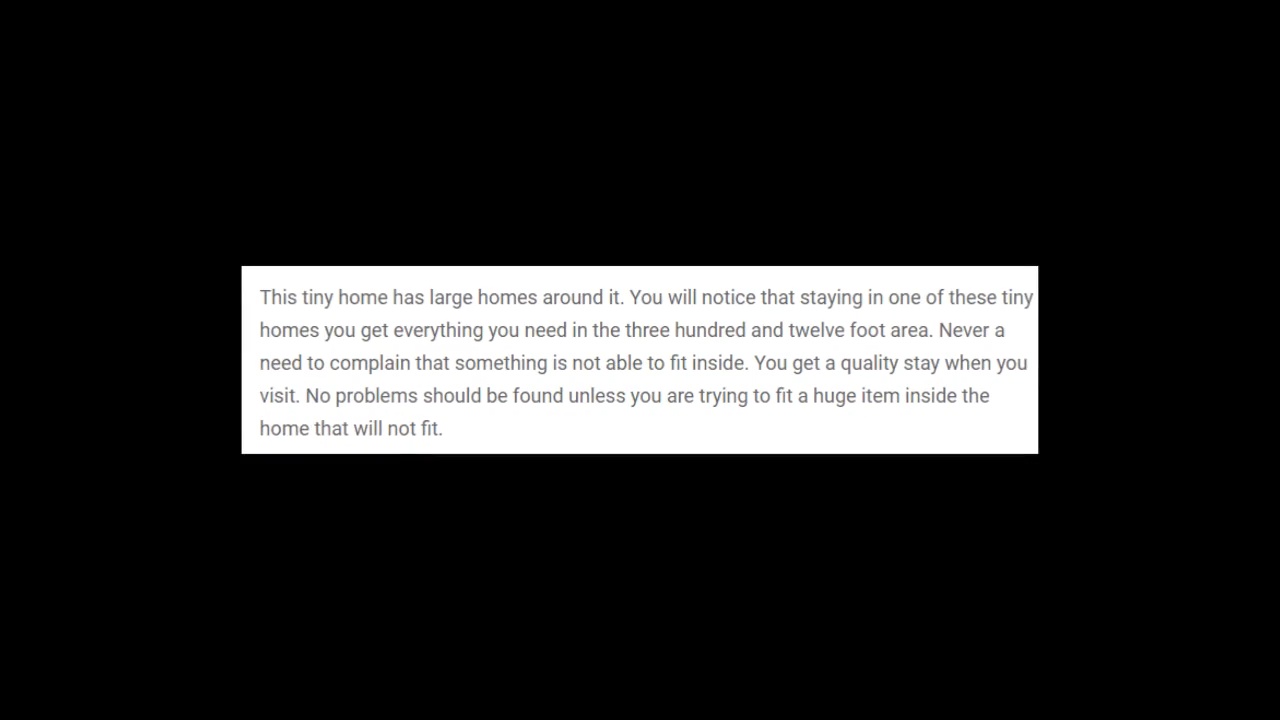 This tiny home has large homes around it. You will notice that staying in one of these tiny
homes you get everything you need in the three hundred and twelve foot area. Never a
need to complain that something is not able to fit inside. You get a quality stay when you
visit. No problems should be found unless you are trying to fit a huge item inside the
home that will not fit.